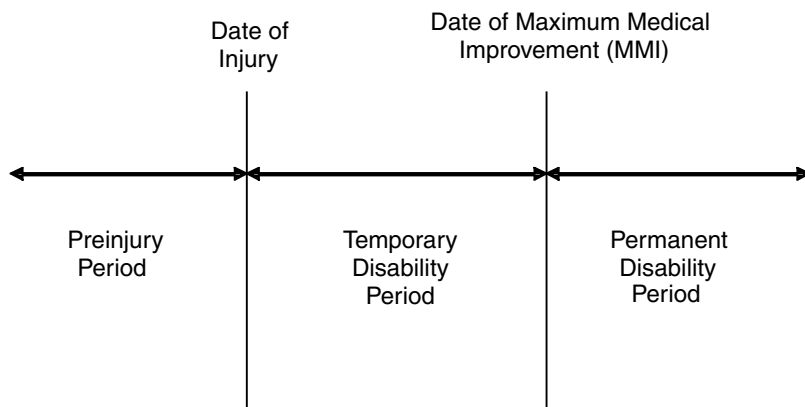 Date of
Injury
Date of Maximum Medical
Improvement (MMI)
Preinjury
Period
Temporary
Disability
Period
Permanent
Disability
Period